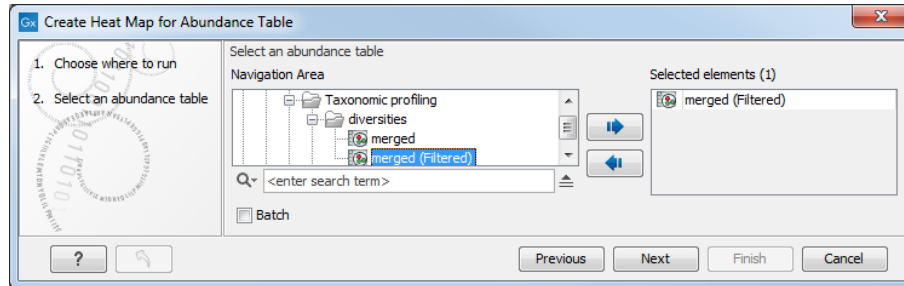 Gx Create Heat Map for Abundance Table
1. Choose where to run
2. Select an abundance table
Select an abundance table
Navigation Area
Taxonomic profiling
diversities
merged
merged (Filtered)
<enter search term>
Batch
Selected elements (1)
merged (Filtered)
?
Previous
Next
Finish
Cancel